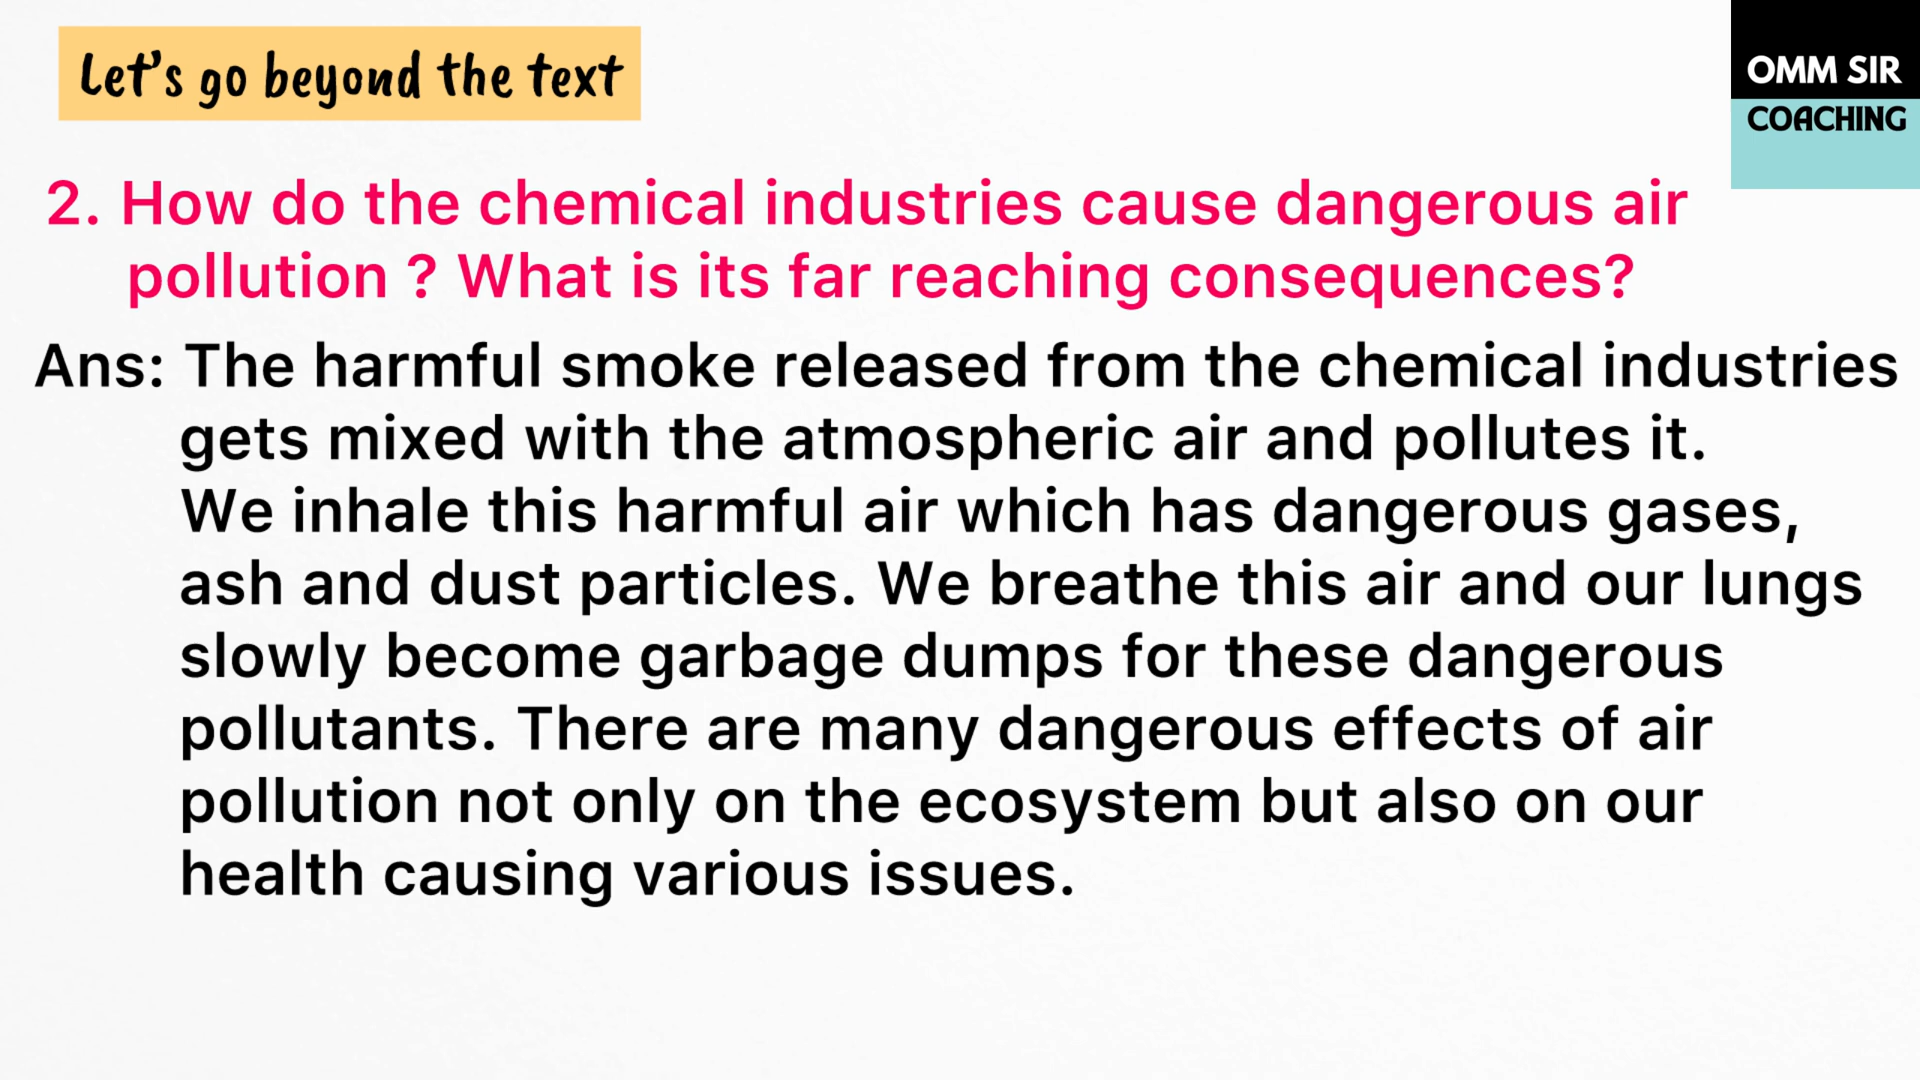 Let's go beyond the text
OMM SIR
COACHING
2. How do the chemical industries cause dangerous air
pollution ? What is its far reaching consequences?
Ans: The harmful smoke released from the chemical industries
gets mixed with the atmospheric air and pollutes it.
We inhale this harmful air which has dangerous gases,
ash and dust particles. We breathe this air and our lungs
slowly become garbage dumps for these dangerous
pollutants. There are many dangerous effects of air
pollution not only on the ecosystem but also on our
health causing various issues.